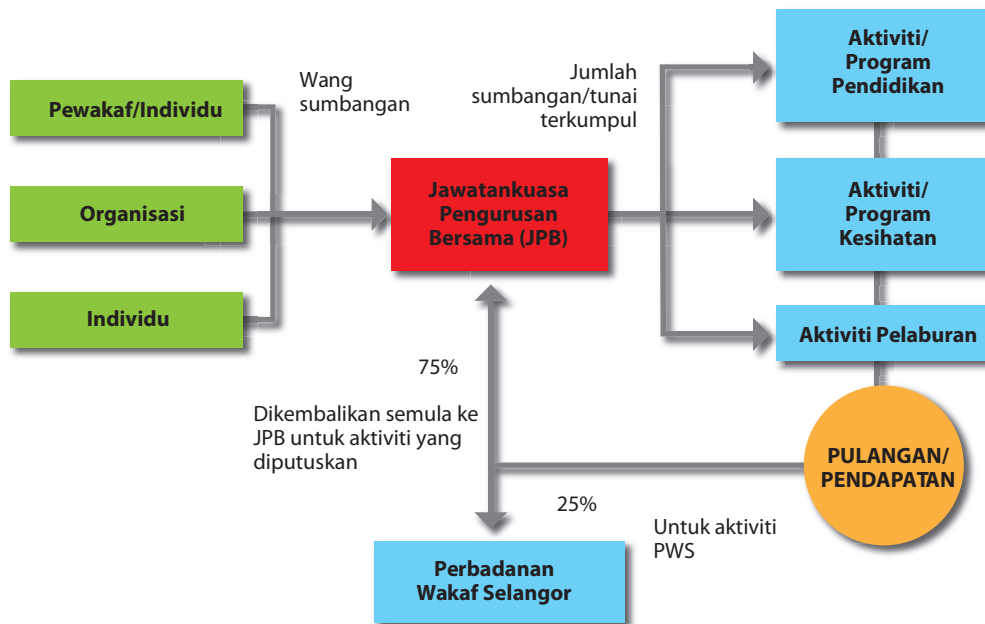 Pewakaf/Individu
Organisasi
Individu
Wang
sumbangan
Jawatankuasa
Pengurusan
Bersama (JPB)
Jumlah
sumbangan/tunai
terkumpul
Aktiviti/
Program
Pendidikan
Aktiviti/
Program
Kesihatan
Aktiviti Pelaburan
PULANGAN/
PENDAPATAN
75%
Dikembalikan semula ke
JPB untuk aktiviti yang
diputuskan
25%
Untuk aktiviti
PWS
Perbadanan
Wakaf Selangor